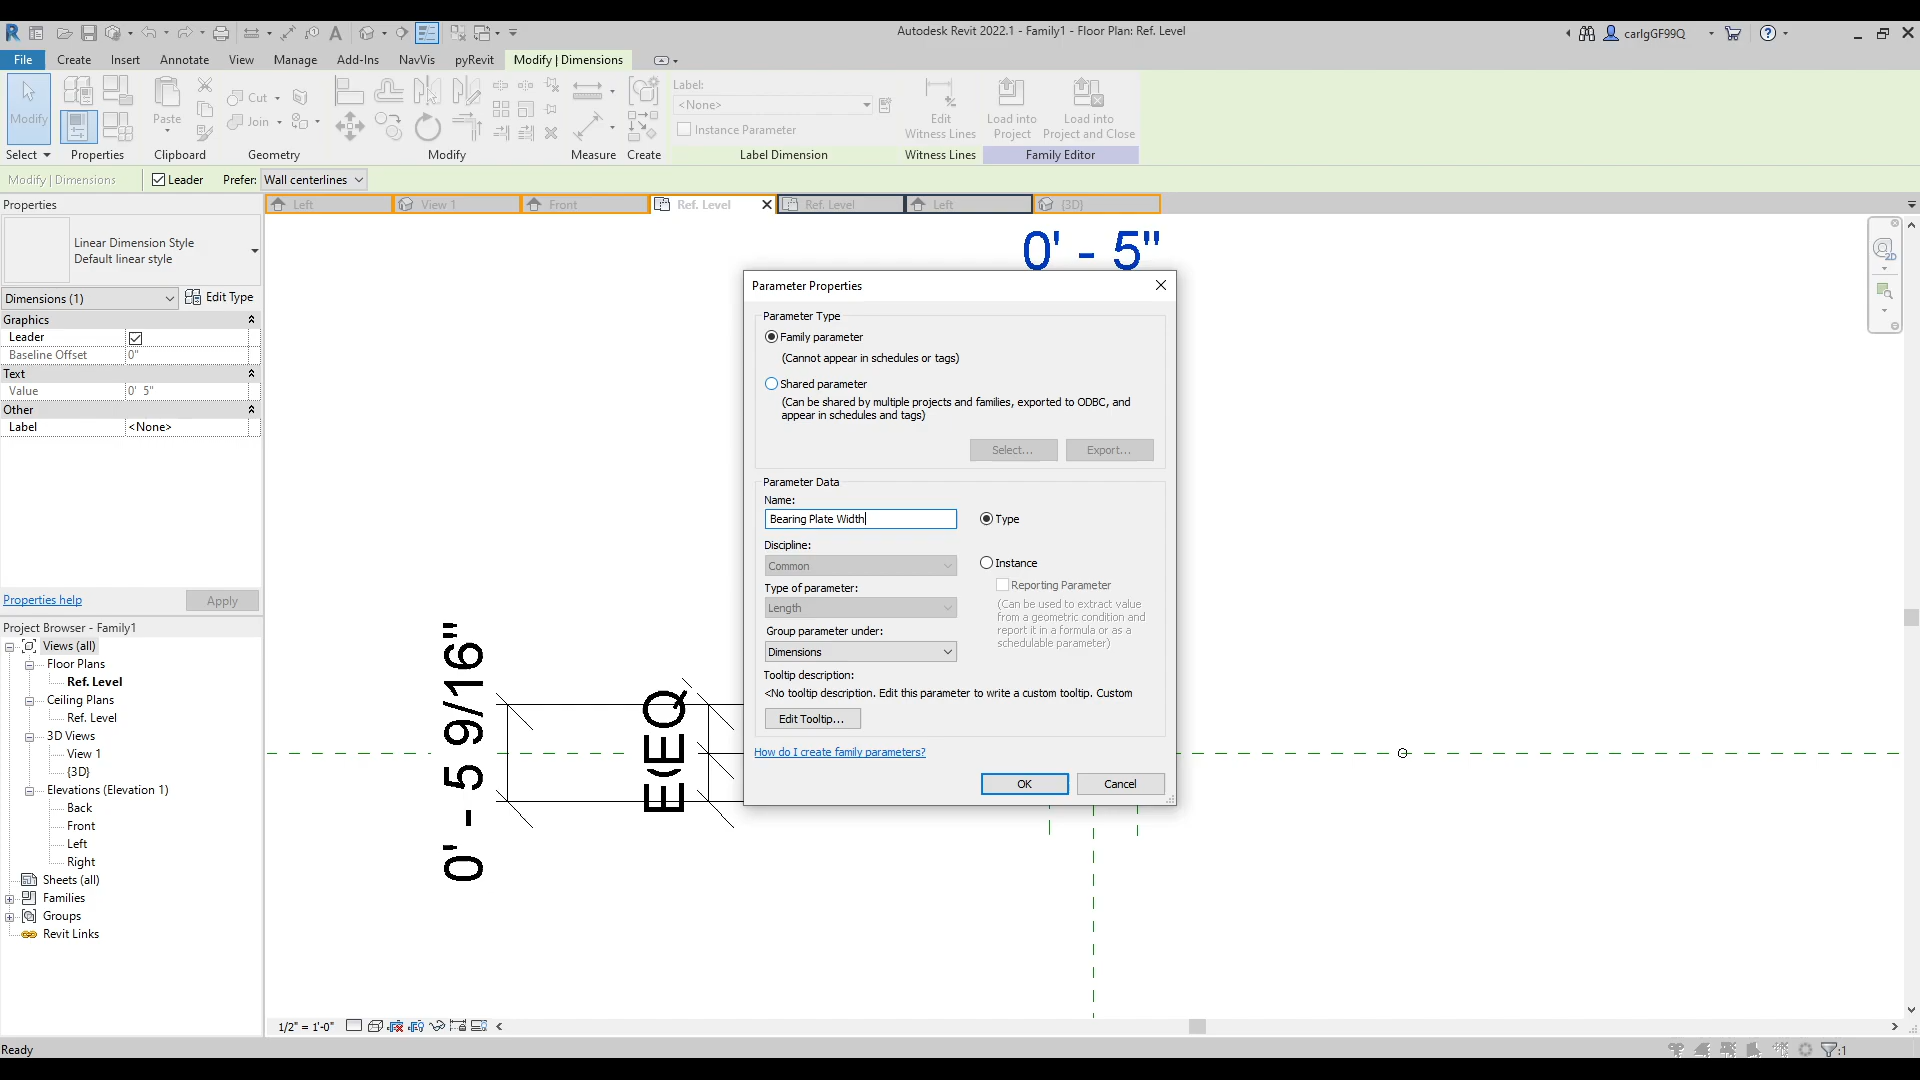 Autodesk Revit 2022.1 - Family1 - Floor Plan: Ref. Level
carlgGF99Q
File Create Insert Annotate View Manage Add-Ins NavVis pyRevit Modify | Dimensions
Modify
Paste
Cut
Join
Label:
<None>
Instance Parameter
Edit
Witness Lines
Load into
Project
Load into
Project and Close
Select Properties Clipboard Geometry Modify Measure Create Label Dimension Witness Lines Family Editor
Modify | Dimensions Leader Prefer: Wall centerlines
Properties
Left View 1 Front Ref. Level Ref. Level Left {3D}
Linear Dimension Style
Default linear style
Dimensions (1) Edit Type
Graphics
Leader
Baseline Offset 0"
Text
Value 0' 5"
Other
Label <None>
Properties help Apply
Project Browser - Family1
Views (all)
Floor Plans
Ref. Level
Ceiling Plans
Ref. Level
3D Views
View 1
{3D}
Elevations (Elevation 1)
Back
Front
Left
Right
Sheets (all)
Families
Groups
Revit Links
0' - 5"
0' - 5 9/16"
Parameter Properties
Parameter Type
Family parameter
(Cannot appear in schedules or tags)
Shared parameter
(Can be shared by multiple projects and families, exported to ODBC, and
appear in schedules and tags)
Select... Export...
Parameter Data
Name:
Bearing Plate Width
Type
Discipline:
Common
Instance
Reporting Parameter
(Can be used to extract value
from a geometric condition and
report it in a formula or as a
schedulable parameter)
Type of parameter:
Length
Group parameter under:
Dimensions
Tooltip description:
<No tooltip description. Edit this parameter to write a custom tooltip. Custom
Edit Tooltip...
How do I create family parameters?
OK Cancel
1/2" = 1'-0"
Ready
:1